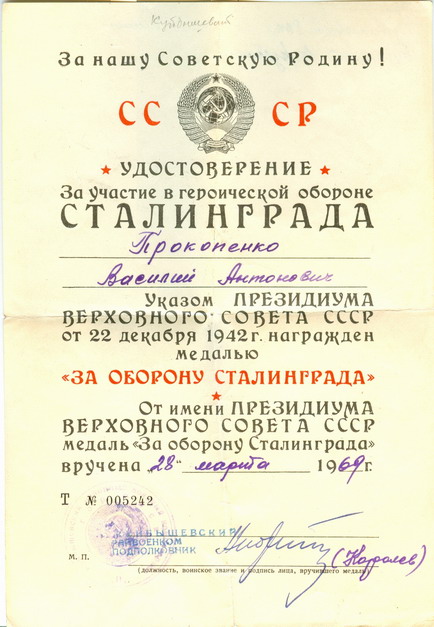 За нашу Советскую Родину!
СС СР
УДОСТОВЕРЕНИЕ
За участие в героической обороне
СТАЛИНГРАДА
Прокопенко
Василий Антонович
Указом ПРЕЗИДИУМА
ВЕРХОВНОГО СОВЕТА СССР
от 22 декабря 1942 г. награжден
медалью
«ЗА ОБОРОНУ СТАЛИНГРАДА»
От имени ПРЕЗИДИУМА
ВЕРХОВНОГО СОВЕТА СССР
медаль «За оборону Сталинграда»
вручена „28" марта 1969 г.
Т № 005242
КУЙБЫШЕВСКИЙ
РАЙВОЕНКОМ
ПОДПОЛКОВНИК
М. П.
(должность, воинское звание и подпись лица, вручившего медаль)